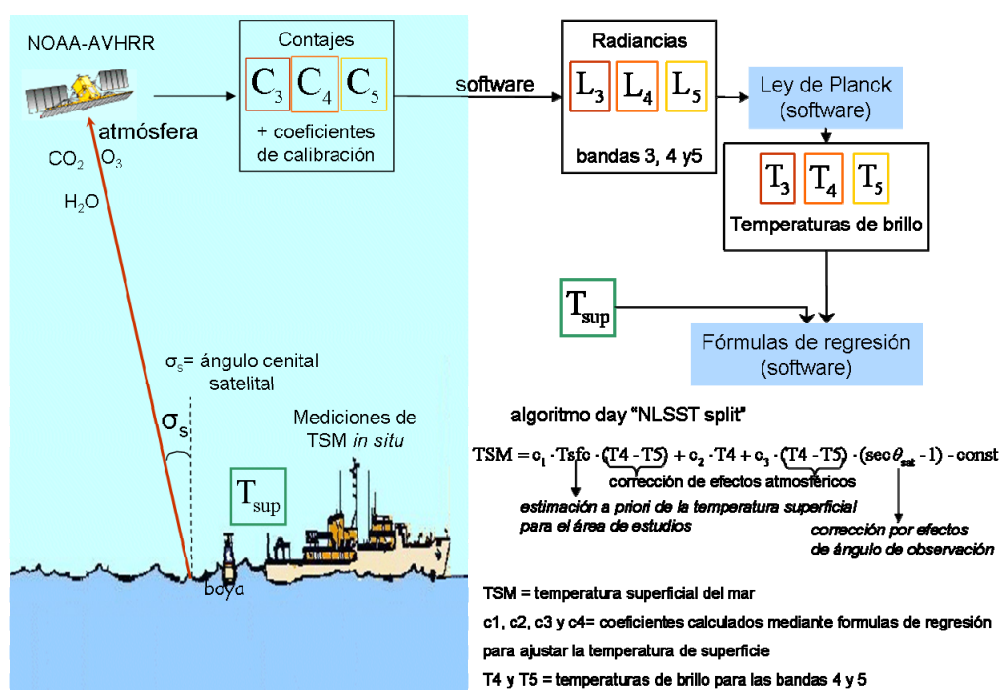 NOAA-AVHRR
Contajes
C3 C4 C5
+ coeficientes
de calibración
software
Radiancias
L3 L4 L5
bandas 3, 4 y5
Ley de Planck
(software)
T3 T4 T5
Temperaturas de brillo
atmósfera
CO2 O3
H2O
Tsup
Fórmulas de regresión
(software)
σs= ángulo cenital
satelital
σs
Mediciones de
TSM in situ
Tsup
boya
algoritmo day "NLSST split"
TSM = c1 · Tsfc · (T4 - T5) + c2 · T4 + c3 · (T4 - T5) · (sec θsat - 1) - const
corrección de efectos atmosféricos
estimación a priori de la temperatura superficial
para el área de estudios
corrección por efectos
de ángulo de observación
TSM = temperatura superficial del mar
c1, c2, c3 y c4= coeficientes calculados mediante formulas de regresión
para ajustar la temperatura de superficie
T4 y T5 = temperaturas de brillo para las bandas 4 y 5